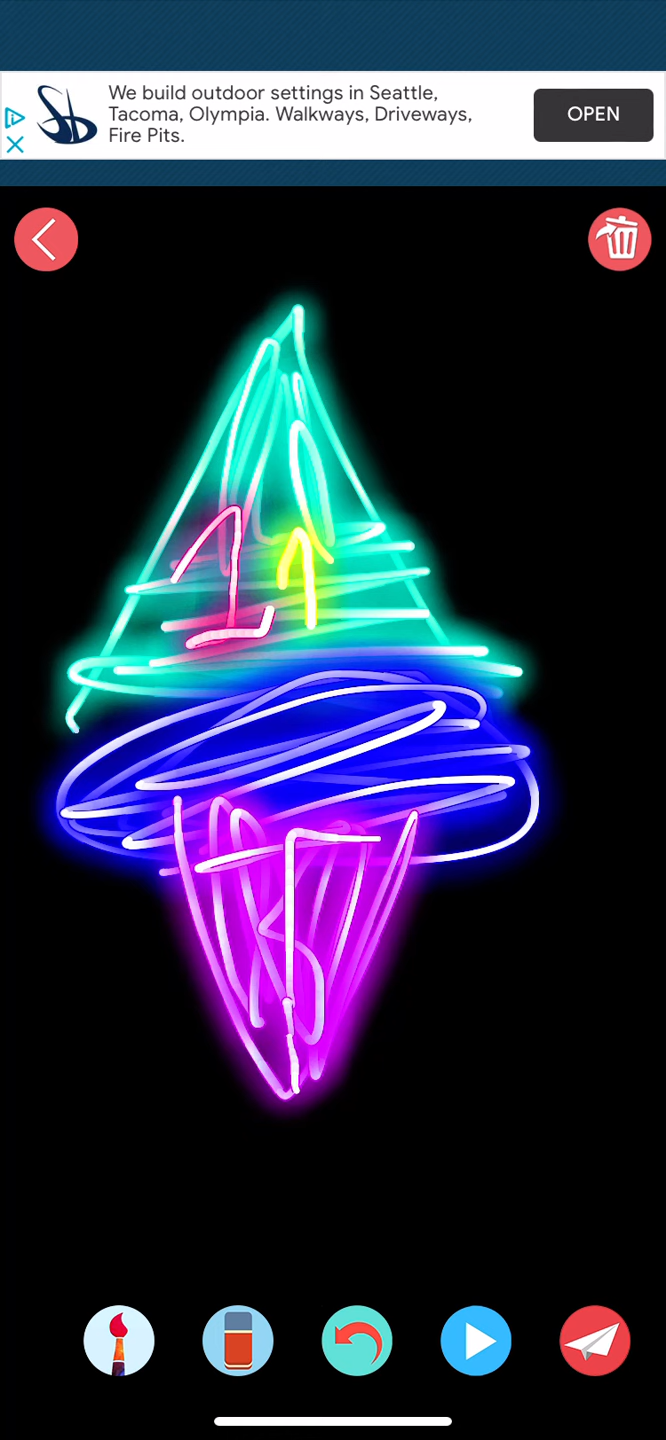 We build outdoor settings in Seattle,
Tacoma, Olympia. Walkways, Driveways,
Fire Pits.
OPEN